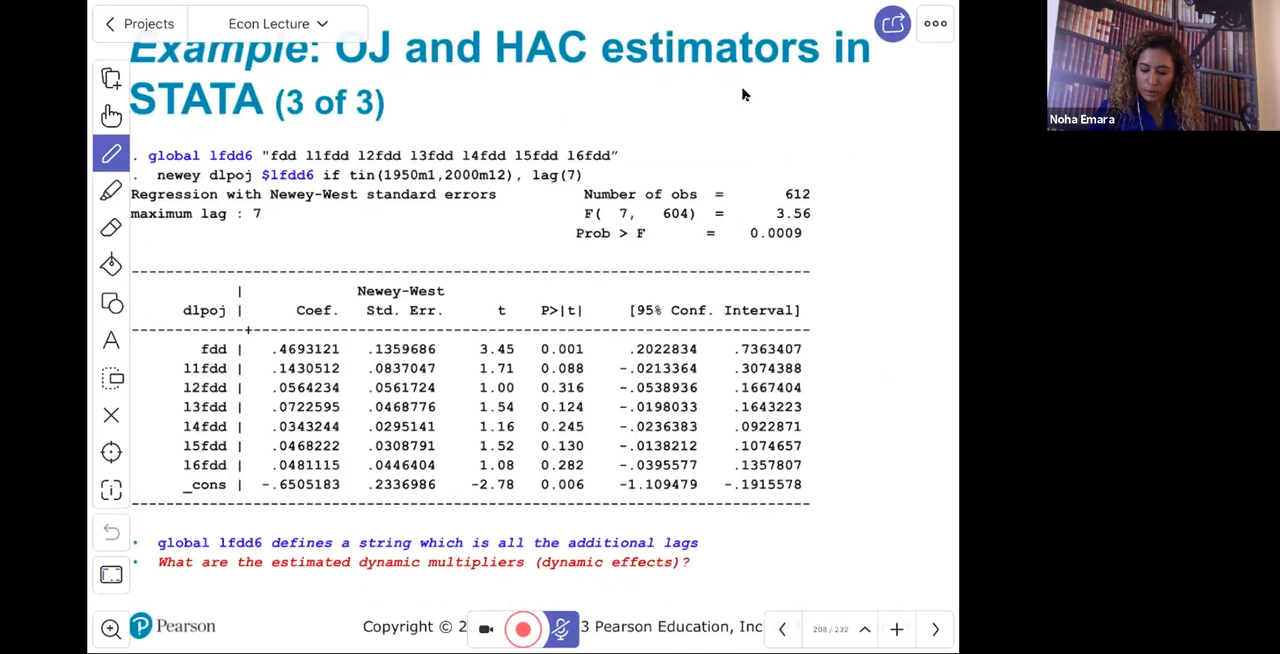 Projects
Econ Lecture
Example: OJ and HAC estimators in
STATA (3 of 3)
Noha Emara
. global lfdd6 "fdd l1fdd l2fdd l3fdd l4fdd l5fdd l6fdd"
. newey dlpoj $lfdd6 if tin(1950m1,2000m12), lag(7)
Regression with Newey-West standard errors Number of obs = 612
maximum lag : 7 F( 7, 604) = 3.56
Prob > F = 0.0009
| Newey-West
dlpoj | Coef. Std. Err. t P>|t| [95% Conf. Interval]
fdd | .4693121 .1359686 3.45 0.001 .2022834 .7363407
l1fdd | .1430512 .0837047 1.71 0.088 -.0213364 .3074388
l2fdd | .0564234 .0561724 1.00 0.316 -.0538936 .1667404
l3fdd | .0722595 .0468776 1.54 0.124 -.0198033 .1643223
l4fdd | .0343244 .0295141 1.16 0.245 -.0236383 .0922871
l5fdd | .0468222 .0308791 1.52 0.130 -.0138212 .1074657
l6fdd | .0481115 .0446404 1.08 0.282 -.0395577 .1357807
_cons | -.6505183 .2336986 -2.78 0.006 -1.109479 -.1915578
• global lfdd6 defines a string which is all the additional lags
• What are the estimated dynamic multipliers (dynamic effects)?
Pearson
Copyright © 2 3 Pearson Education, Inc
208 / 232